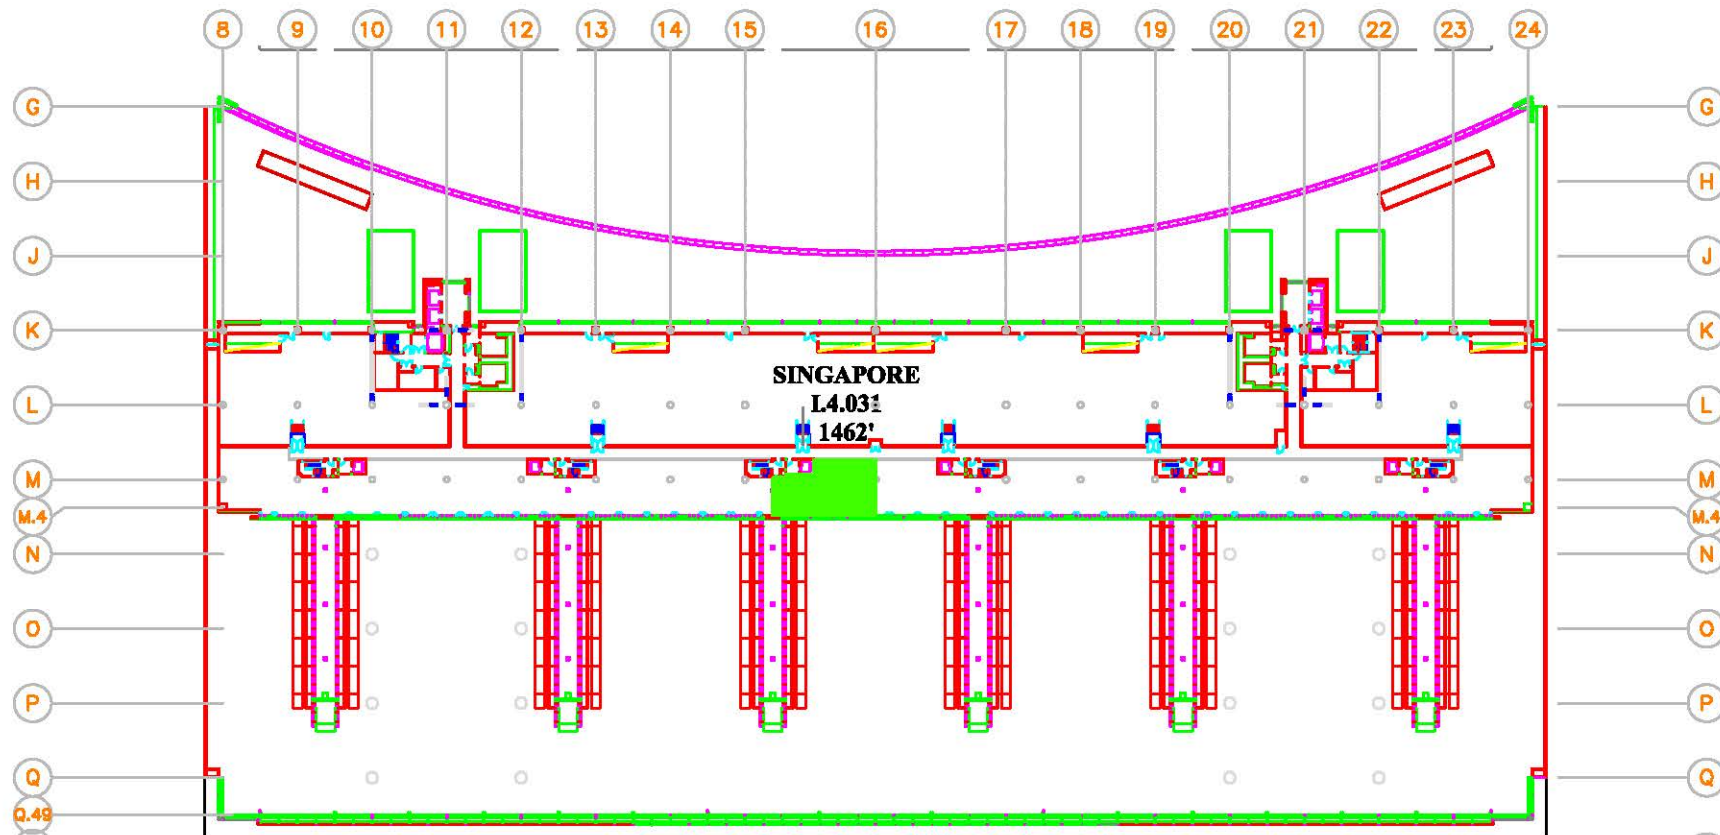 8 9 10 11 12 13 14 15 16 17 18 19 20 21 22 23 24
G G
H H
J J
K K
SINGAPORE
L L4.031 L
1462'
M M
M.4 M.4
N N
O O
P P
Q Q
Q.49